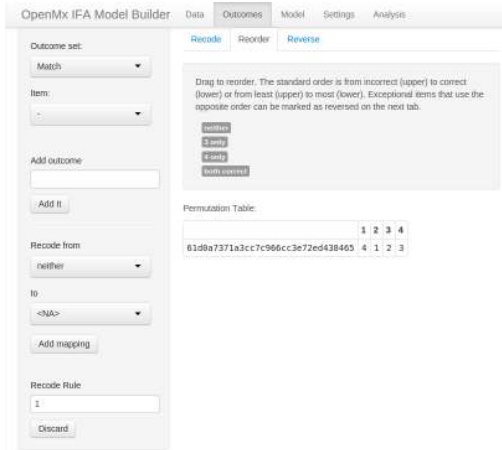 OpenMx IFA Model Builder
Data Outcomes Model Settings Analysis
Outcome set:
Match
Item:
-
Add outcome
Add It
Recode from
neither
to
<NA>
Add mapping
Recode Rule
1
Discard
Recode Reorder Reverse
Drag to reorder. The standard order is from incorrect (upper) to correct
(lower) or from least (upper) to most (lower). Exceptional items that use the
opposite order can be marked as reversed on the next tab.
neither
3 only
4 only
both correct
Permutation Table:
1 2 3 4
61d0a7371a3cc7c966cc3e72ed438465 4 1 2 3